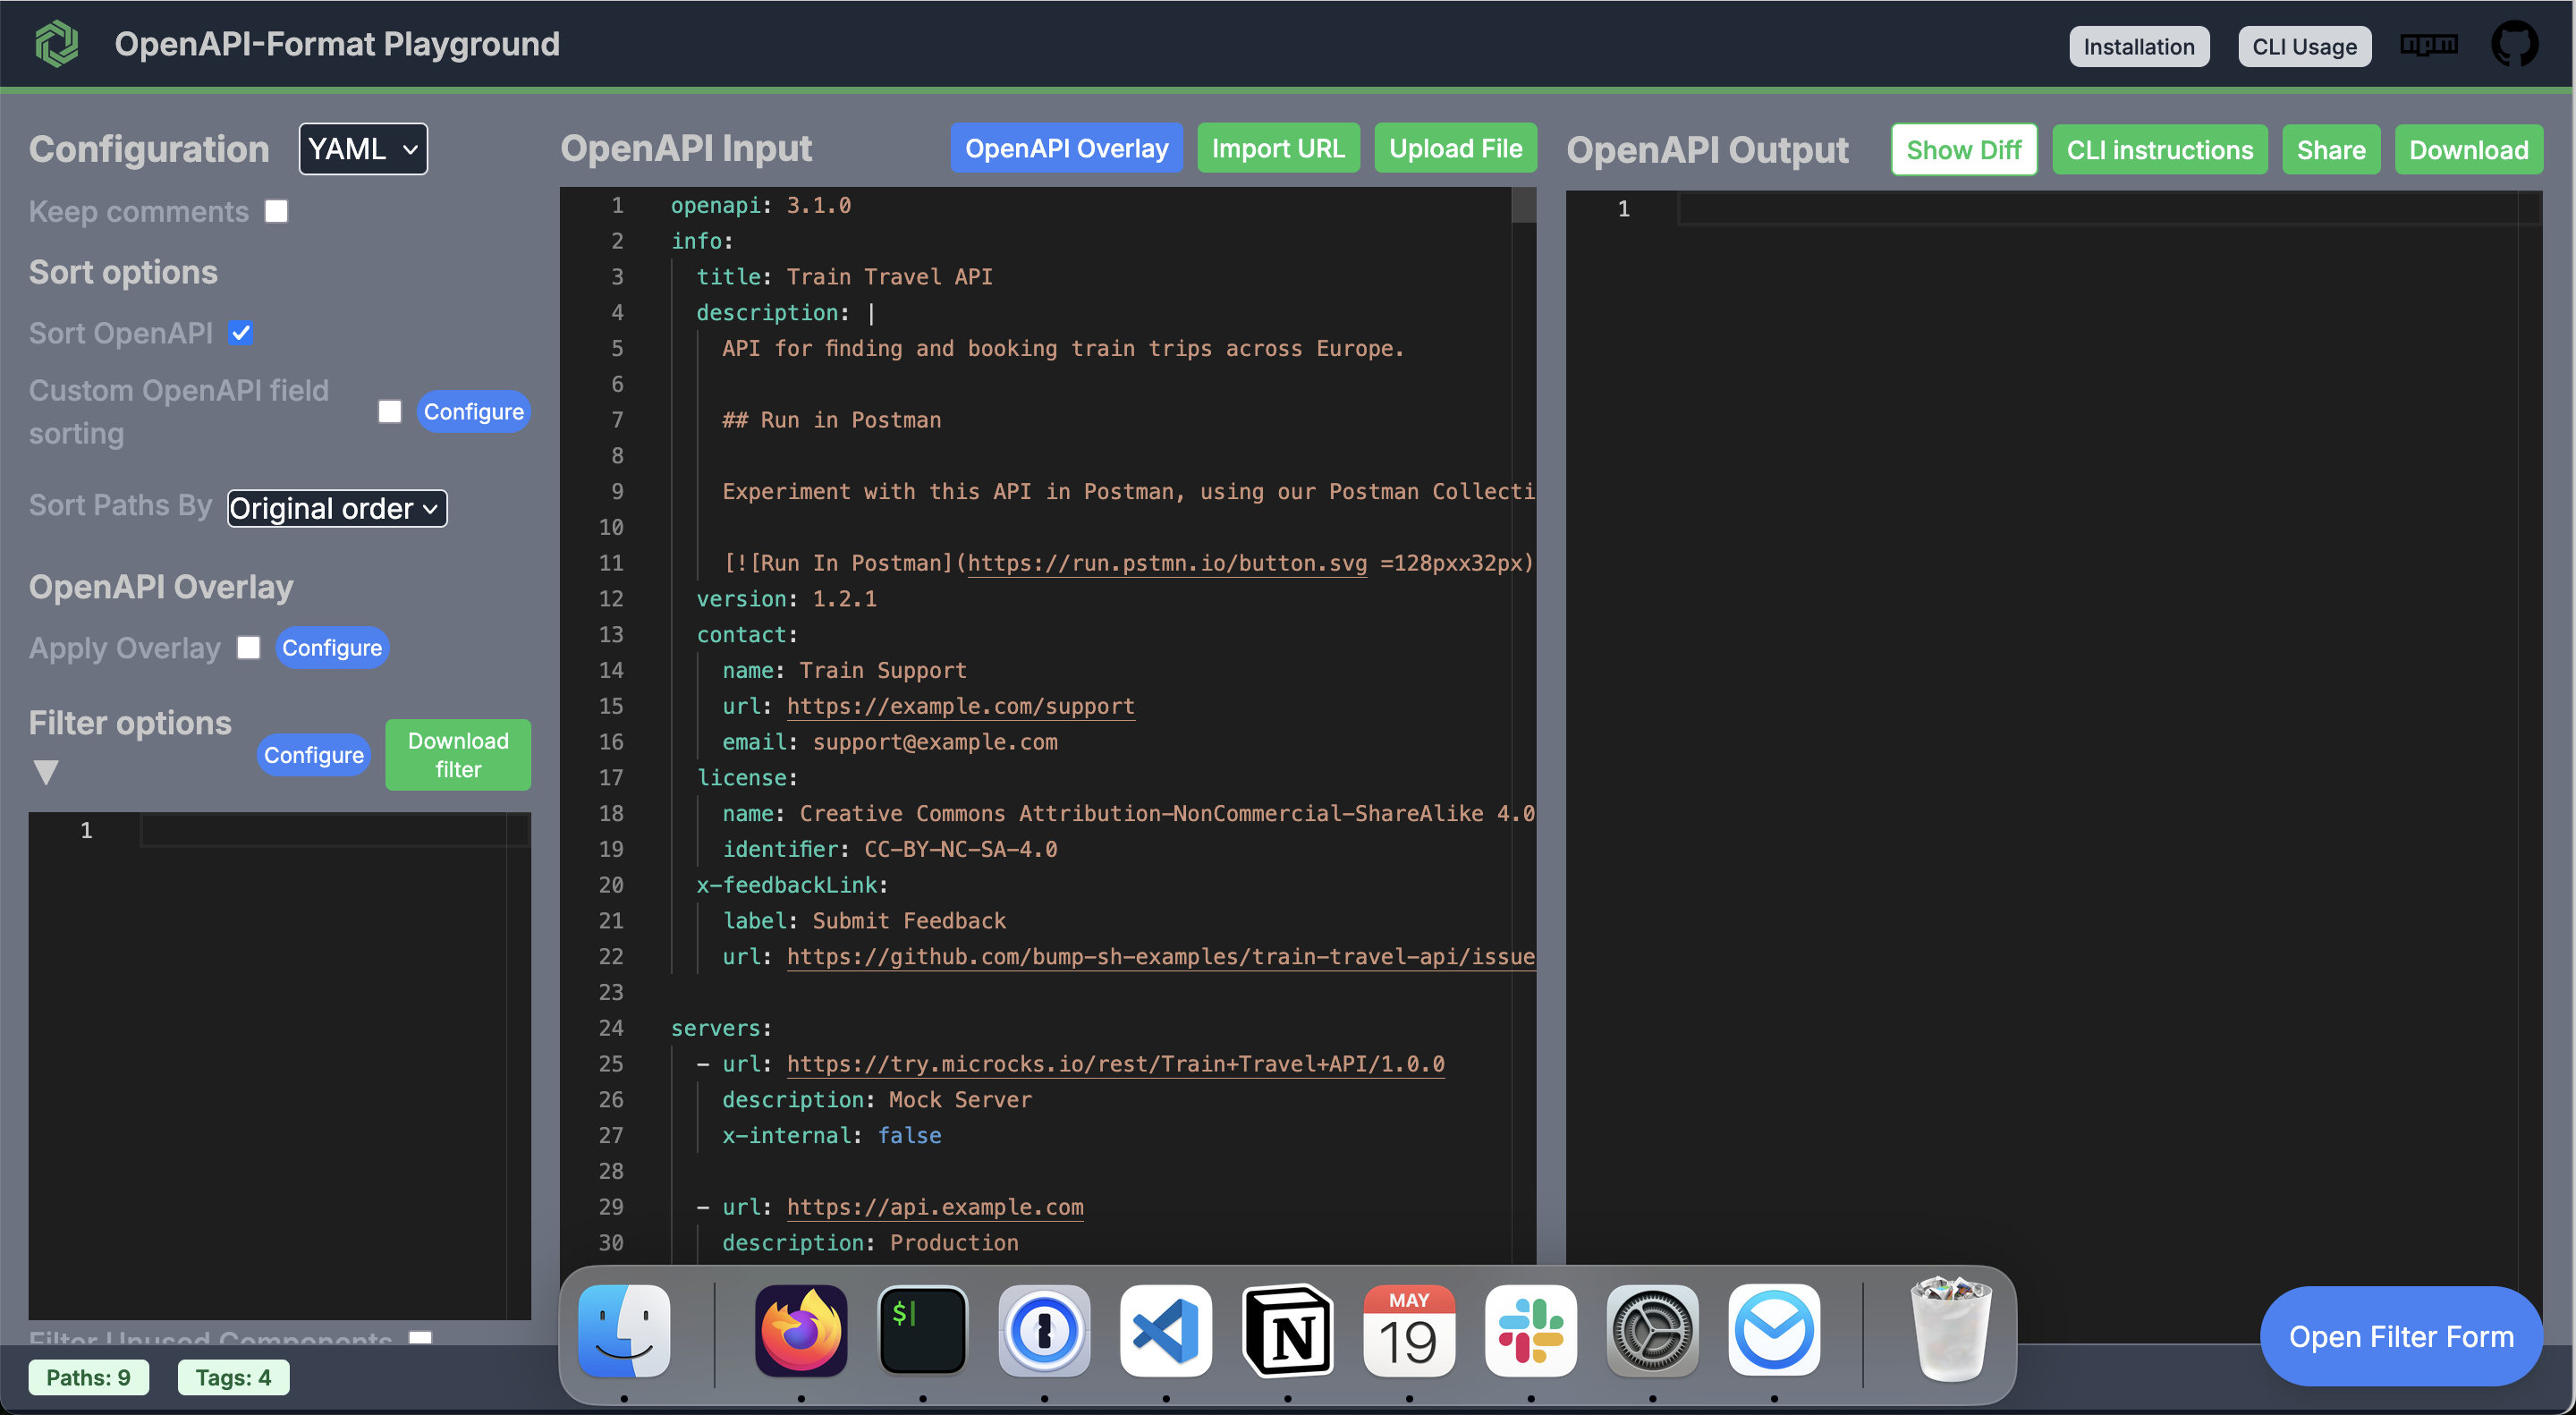 OpenAPI-Format Playground
Installation
CLI Usage
npm
Configuration
YAML
Keep comments
Sort options
Sort OpenAPI
Custom OpenAPI field
sorting
Configure
Sort Paths By
Original order
OpenAPI Overlay
Apply Overlay
Configure
Filter options
▼
Configure
Download
filter
1
Filter Unused Components
Paths: 9
Tags: 4
OpenAPI Input
OpenAPI Overlay
Import URL
Upload File
1 openapi: 3.1.0
2 info:
3 title: Train Travel API
4 description: |
5 API for finding and booking train trips across Europe.
6
7 ## Run in Postman
8
9 Experiment with this API in Postman, using our Postman Collecti
10
11 [![Run In Postman](https://run.pstmn.io/button.svg =128pxx32px)
12 version: 1.2.1
13 contact:
14 name: Train Support
15 url: https://example.com/support
16 email: support@example.com
17 license:
18 name: Creative Commons Attribution-NonCommercial-ShareAlike 4.0
19 identifier: CC-BY-NC-SA-4.0
20 x-feedbackLink:
21 label: Submit Feedback
22 url: https://github.com/bump-sh-examples/train-travel-api/issue
23
24 servers:
25 - url: https://try.microcks.io/rest/Train+Travel+API/1.0.0
26 description: Mock Server
27 x-internal: false
28
29 - url: https://api.example.com
30 description: Production
OpenAPI Output
Show Diff
CLI instructions
Share
Download
1
$
N
MAY
19
Open Filter Form